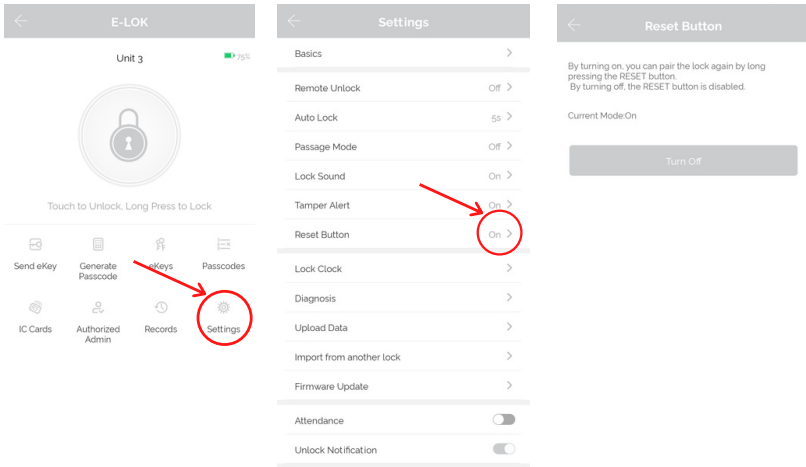 E-LOK
Unit 3
75%
Touch to Unlock, Long Press to Lock
Send eKey
Generate
Passcode
eKeys
Passcodes
IC Cards
Authorized
Admin
Records
Settings
Settings
Basics
Remote Unlock Off
Auto Lock 5s
Passage Mode Off
Lock Sound On
Tamper Alert On
Reset Button On
Lock Clock
Diagnosis
Upload Data
Import from another lock
Firmware Update
Attendance
Unlock Notification
Reset Button
By turning on, you can pair the lock again by long
pressing the RESET button.
By turning off, the RESET button is disabled.
Current Mode:On
Turn Off